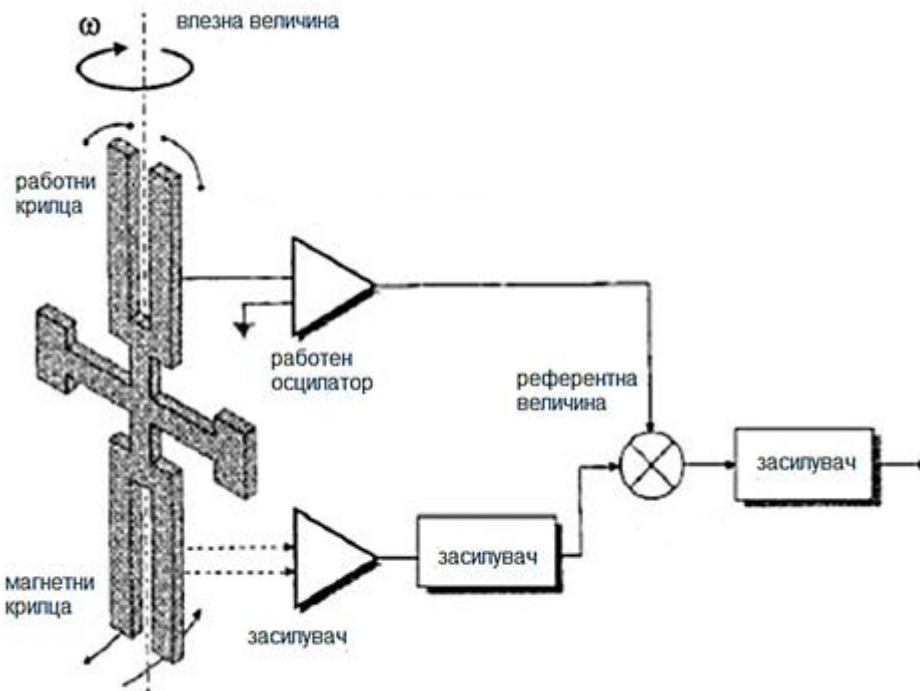 ω
влезна величина
работни
крилца
работен
осцилатор
референтна
величина
засилувач
засилувач
магнетни
крилца
засилувач